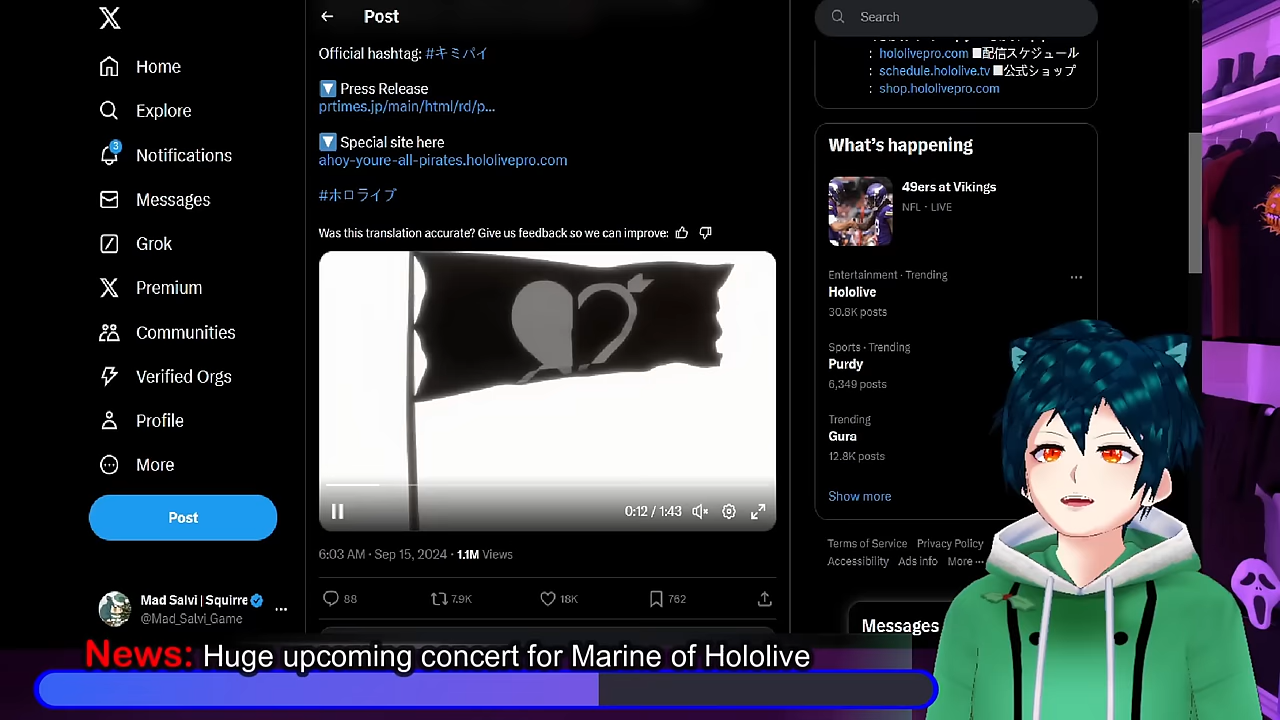 Home
Explore
3
Notifications
Messages
Grok
Premium
Communities
Verified Orgs
Profile
More
Post
Mad Salvi | Squirre
@Mad_Salvi_Game
Post
Official hashtag: #キミパイ
Press Release
prtimes.jp/main/html/rd/p...
Special site here
ahoy-youre-all-pirates.hololivepro.com
#ホロライブ
Was this translation accurate? Give us feedback so we can improve:
0:12 / 1:43
6:03 AM · Sep 15, 2024 · 1.1M Views
88
7.9K
18K
762
Search
: hololivepro.com ■配信スケジュール
: schedule.hololive.tv ■公式ショップ
: shop.hololivepro.com
What's happening
49ers at Vikings
NFL · LIVE
Entertainment · Trending
Hololive
30.8K posts
Sports · Trending
Purdy
6,349 posts
Trending
Gura
12.8K posts
Show more
Terms of Service Privacy Policy
Accessibility Ads info More ...
Messages
News: Huge upcoming concert for Marine of Hololive